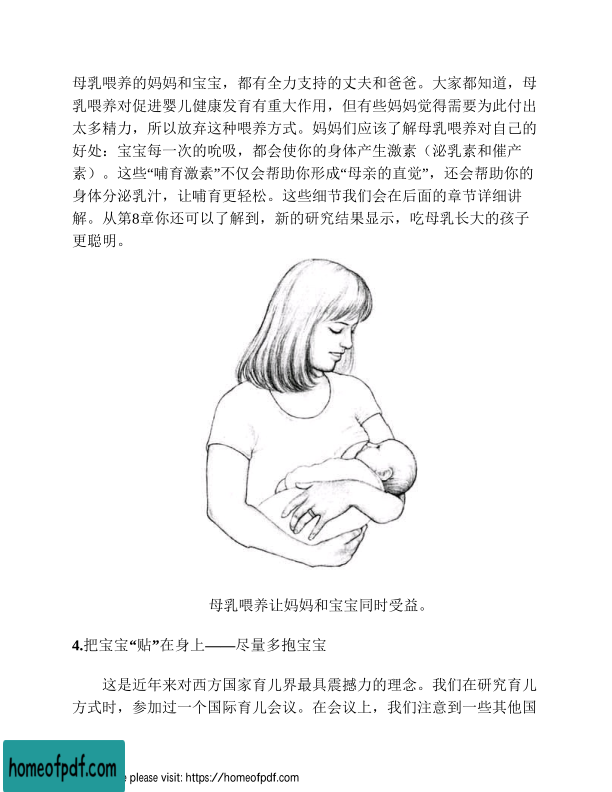 母乳喂养的妈妈和宝宝，都有全力支持的丈夫和爸爸。大家都知道，母
乳喂养对促进婴儿健康发育有重大作用，但有些妈妈觉得需要为此付出
太多精力，所以放弃这种喂养方式。妈妈们应该了解母乳喂养对自己的
好处：宝宝每一次的吮吸，都会使你的身体产生激素（泌乳素和催产
素）。这些“哺育激素”不仅会帮助你形成“母亲的直觉”，还会帮助你的
身体分泌乳汁，让哺育更轻松。这些细节我们会在后面的章节详细讲
解。从第8章你还可以了解到，新的研究结果显示，吃母乳长大的孩子
更聪明。
母乳喂养让妈妈和宝宝同时受益。
4.把宝宝“贴”在身上——尽量多抱宝宝
这是近年来对西方国家育儿界最具震撼力的理念。我们在研究育儿
方式时，参加过一个国际育儿会议。在会议上，我们注意到一些其他国
homeofpdf.com
e please visit: https://homeofpdf.com